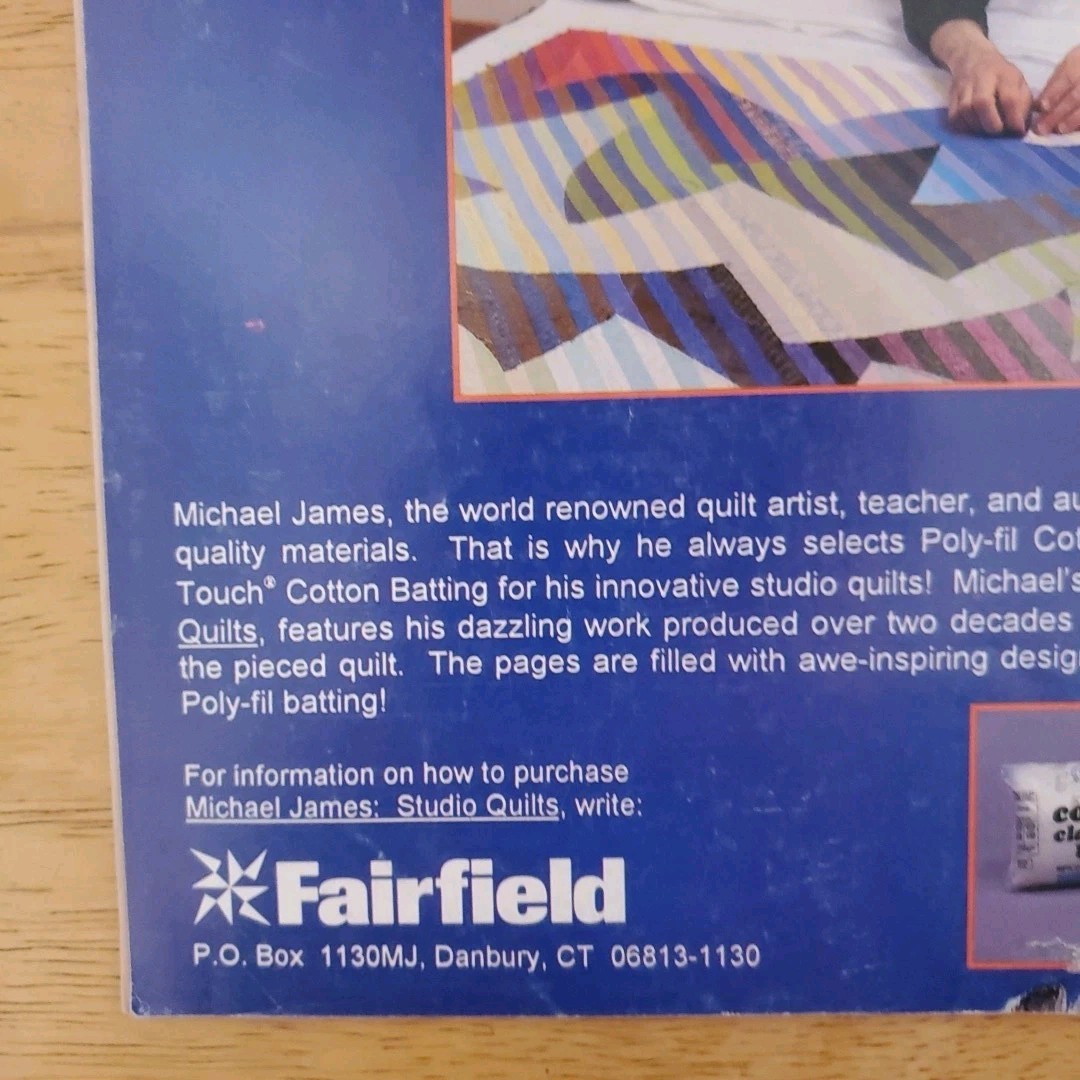 Michael James, the world renowned quilt artist, teacher, and
quality materials. That is why he always selects Poly-fil
Touch® Cotton Batting for his innovative studio quilts! Michael's
Quilts, features his dazzling work produced over two decades
the pieced quilt. The pages are filled with awe-inspiring
Poly-fil batting!
For information on how to purchase
Michael James: Studio Quilts, write:
Fairfield
P.O. Box 1130MJ, Danbury, CT 06813-1130